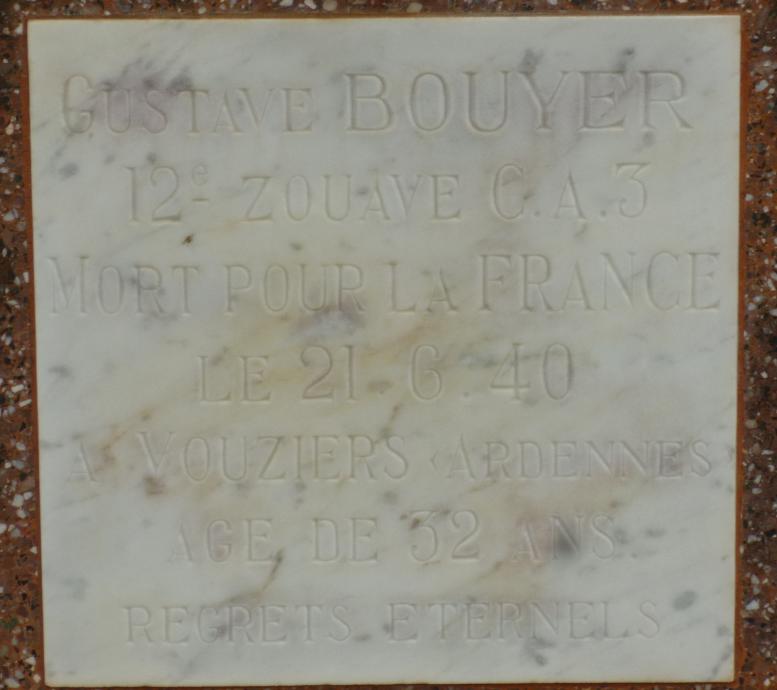 GUSTAVE BOUYER
12e ZOUAVE C.A.3
MORT POUR LA FRANCE
LE 21.6.40
A VOUZIERS (ARDENNES)
AGE DE 32 ANS.
REGRETS ETERNELS